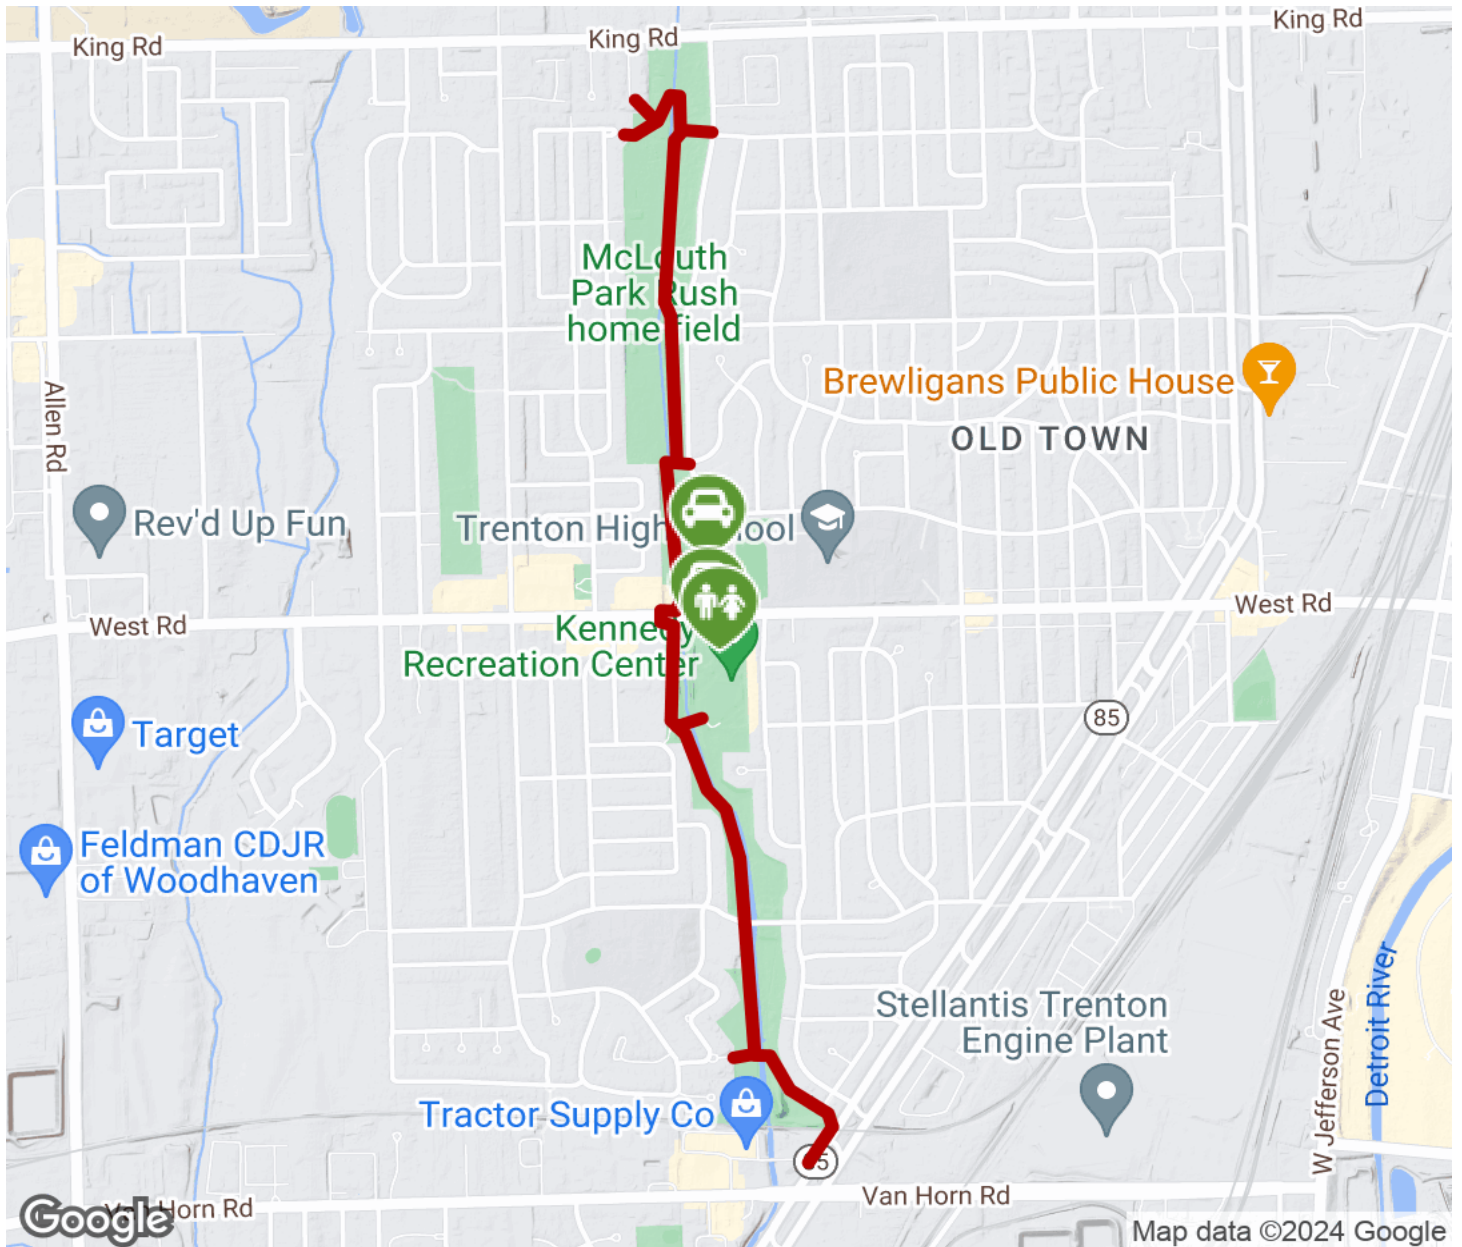 King Rd
King Rd
King Rd
McLouth
Park Rush
home field
Allen Rd
Brewligans Public House
OLD TOWN
Rev'd Up Fun
Trenton High School
West Rd
West Rd
Kennedy
Recreation Center
85
Target
Feldman CDJR
of Woodhaven
Detroit River
W Jefferson Ave
Stellantis Trenton
Engine Plant
Tractor Supply Co
85
Van Horn Rd
Van Horn Rd
Google
Map data ©2024 Google